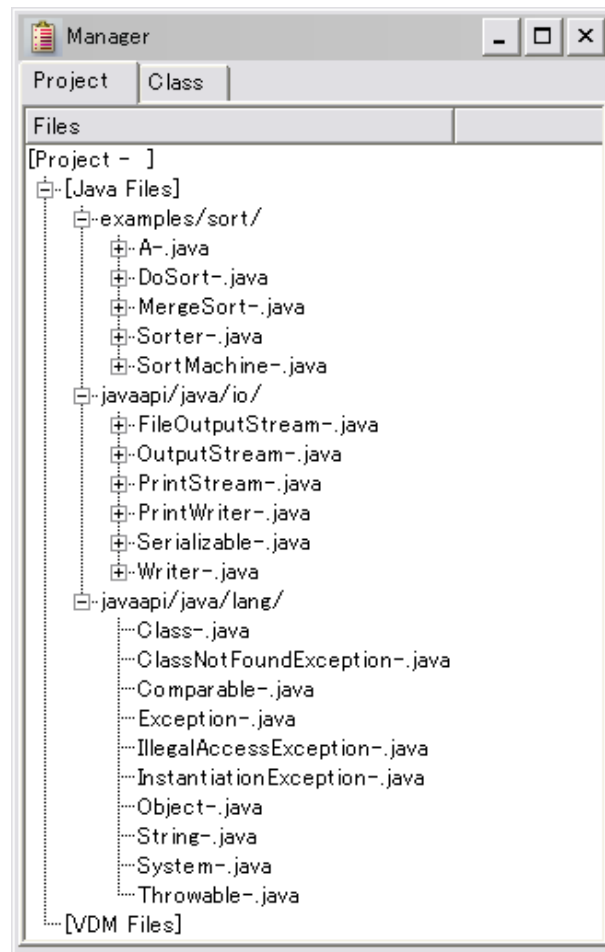 Manager
Project Class
Files
[Project - ]
[Java Files]
examples/sort/
A-.java
DoSort-.java
MergeSort-.java
Sorter-.java
SortMachine-.java
javaapi/java/io/
FileOutputStream-.java
OutputStream-.java
PrintStream-.java
PrintWriter-.java
Serializable-.java
Writer-.java
javaapi/java/lang/
Class-.java
ClassNotFoundException-.java
Comparable-.java
Exception-.java
IllegalAccessException-.java
InstantiationException-.java
Object-.java
String-.java
System-.java
Throwable-.java
[VDM Files]